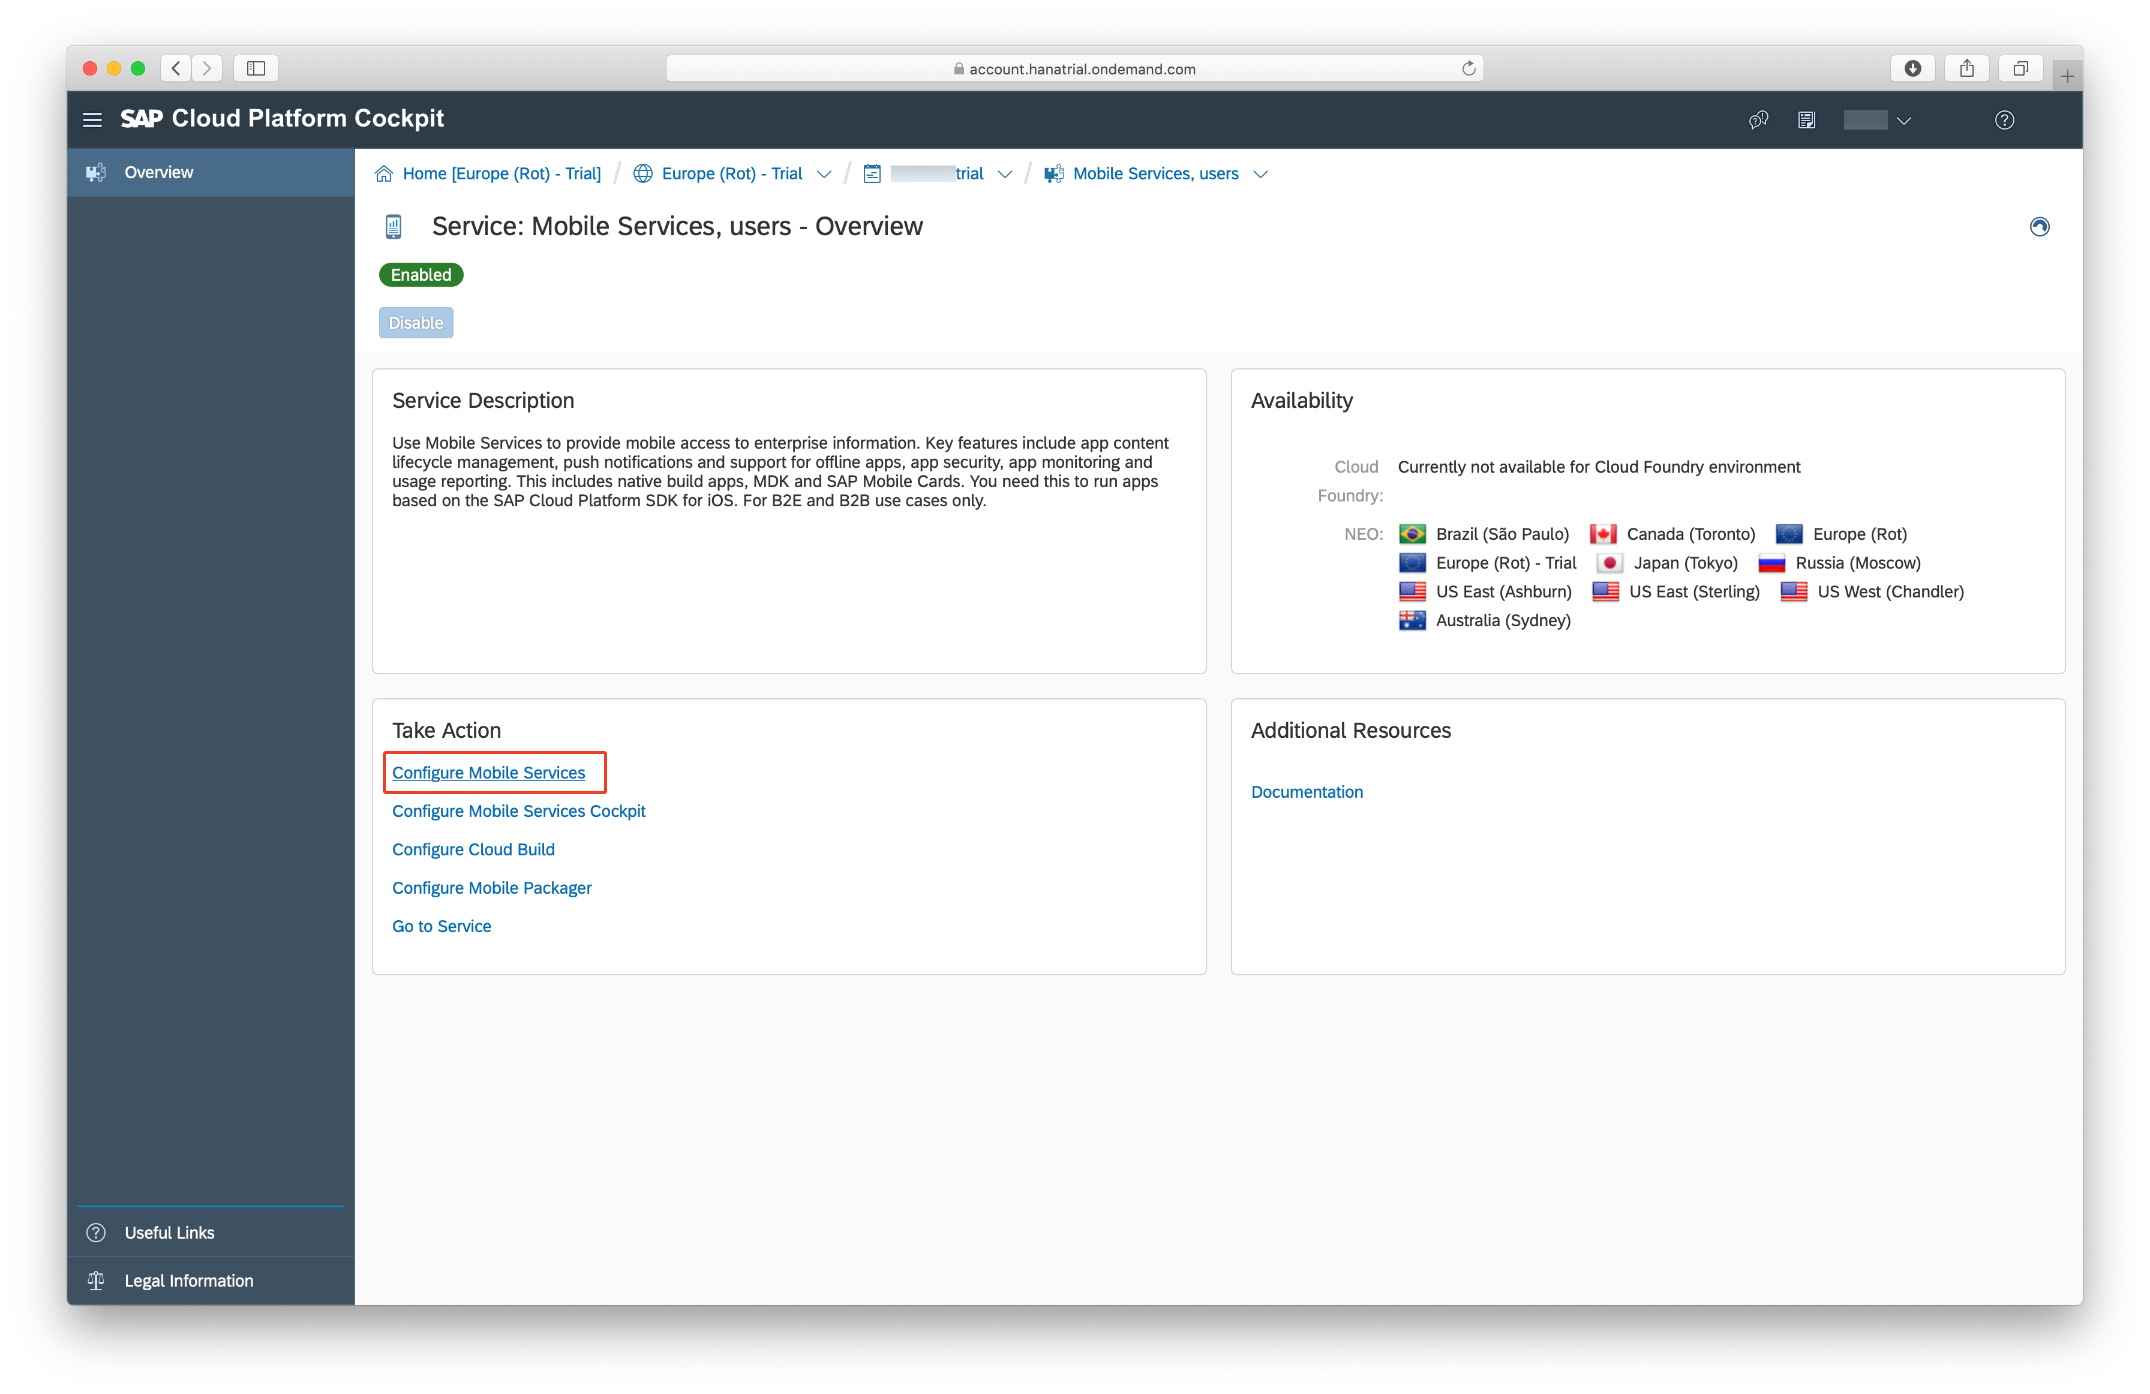 account.hanatrial.ondemand.com
SAP Cloud Platform Cockpit
Overview
Home [Europe (Rot) - Trial] / Europe (Rot) - Trial / trial / Mobile Services, users
Service: Mobile Services, users - Overview
Enabled
Disable
Service Description
Use Mobile Services to provide mobile access to enterprise information. Key features include app content
lifecycle management, push notifications and support for offline apps, app security, app monitoring and
usage reporting. This includes native build apps, MDK and SAP Mobile Cards. You need this to run apps
based on the SAP Cloud Platform SDK for iOS. For B2E and B2B use cases only.
Availability
Cloud Foundry: Currently not available for Cloud Foundry environment
NEO: Brazil (São Paulo) Canada (Toronto) Europe (Rot)
Europe (Rot) - Trial Japan (Tokyo) Russia (Moscow)
US East (Ashburn) US East (Sterling) US West (Chandler)
Australia (Sydney)
Take Action
Configure Mobile Services
Configure Mobile Services Cockpit
Configure Cloud Build
Configure Mobile Packager
Go to Service
Additional Resources
Documentation
Useful Links
Legal Information